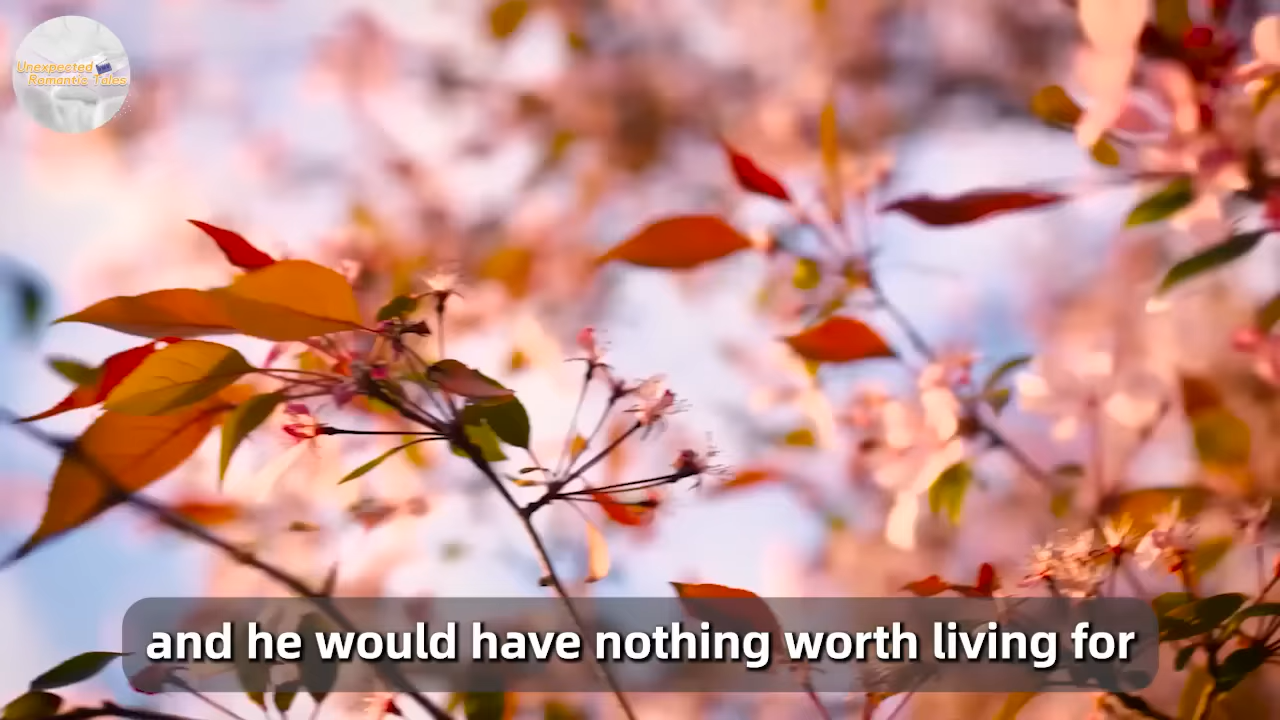 Unexpected
Romantic Tales
and he would have nothing worth living for